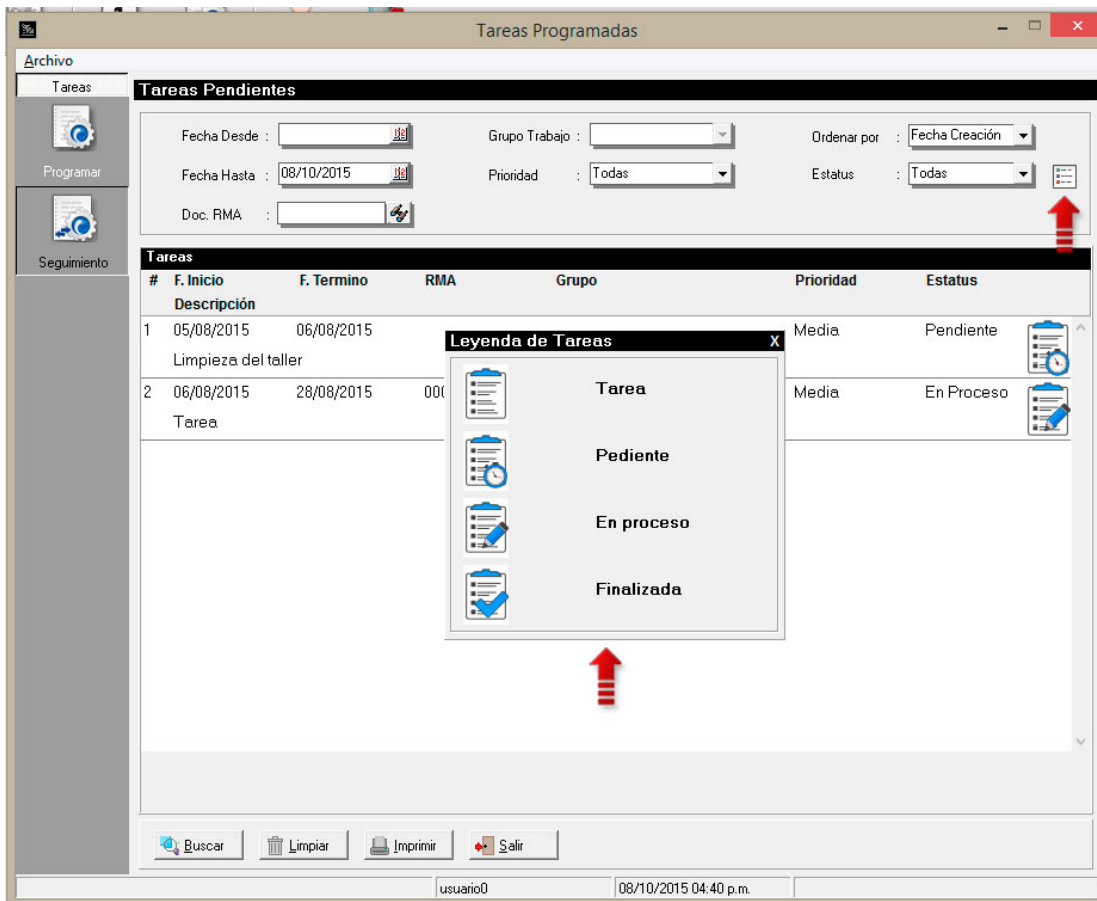 Tareas Programadas
Archivo
Tareas
Programar
Seguimiento
Tareas Pendientes
Fecha Desde :
Grupo Trabajo :
Ordenar por : Fecha Creación
Fecha Hasta : 08/10/2015
Prioridad : Todas
Estatus : Todas
Doc. RMA :
Tareas
# F. Inicio F. Termino RMA Grupo Prioridad Estatus
Descripción
1 05/08/2015 06/08/2015 Media Pendiente
Limpieza del taller
2 06/08/2015 28/08/2015 000 Media En Proceso
Tarea
Leyenda de Tareas X
Tarea
Pediente
En proceso
Finalizada
Buscar Limpiar Imprimir Salir
usuario0 08/10/2015 04:40 p.m.